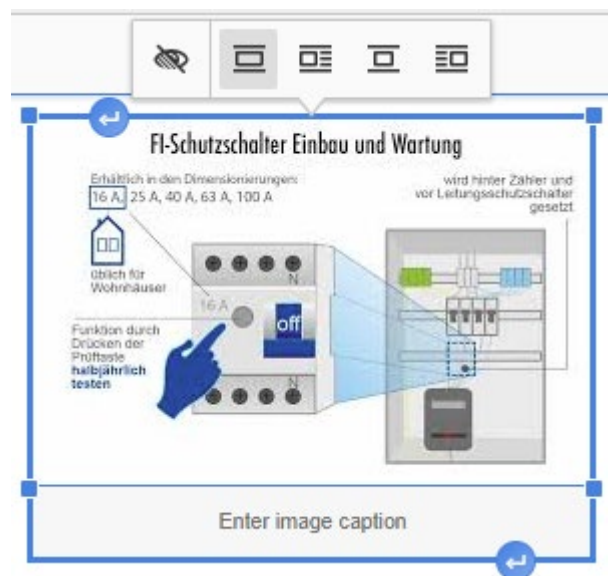 FI-Schutzschalter Einbau und Wartung
Erhältlich in den Dimensionierungen:
16 A, 25 A, 40 A, 63 A, 100 A
üblich für
Wohnhäuser
wird hinter Zähler und
vor Leitungsschutzschalter
gesetzt
N
16 A
off
Funktion durch
Drücken der
Prüftaste
halbjährlich
testen
N
Enter image caption